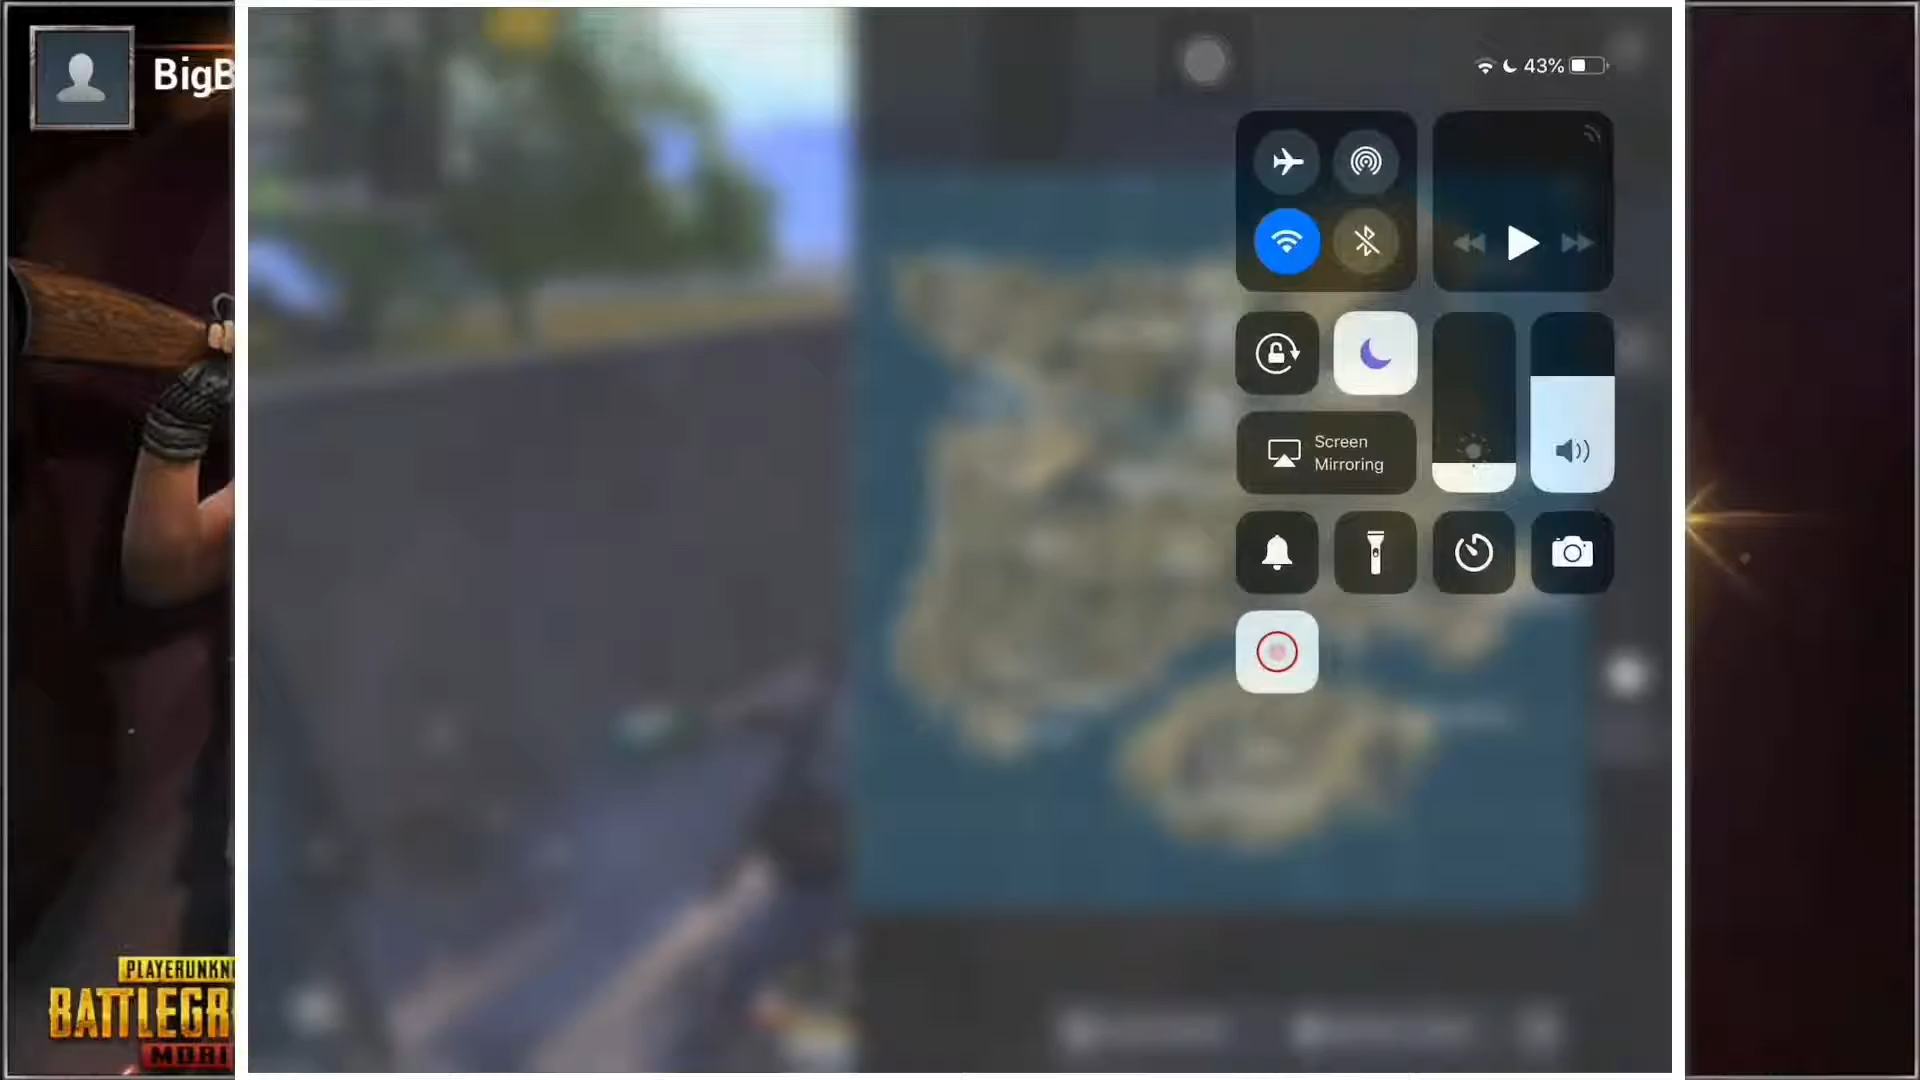 BigB
43%
Screen
Mirroring
PLAYERUNKN
BATTLEGR
MOBI